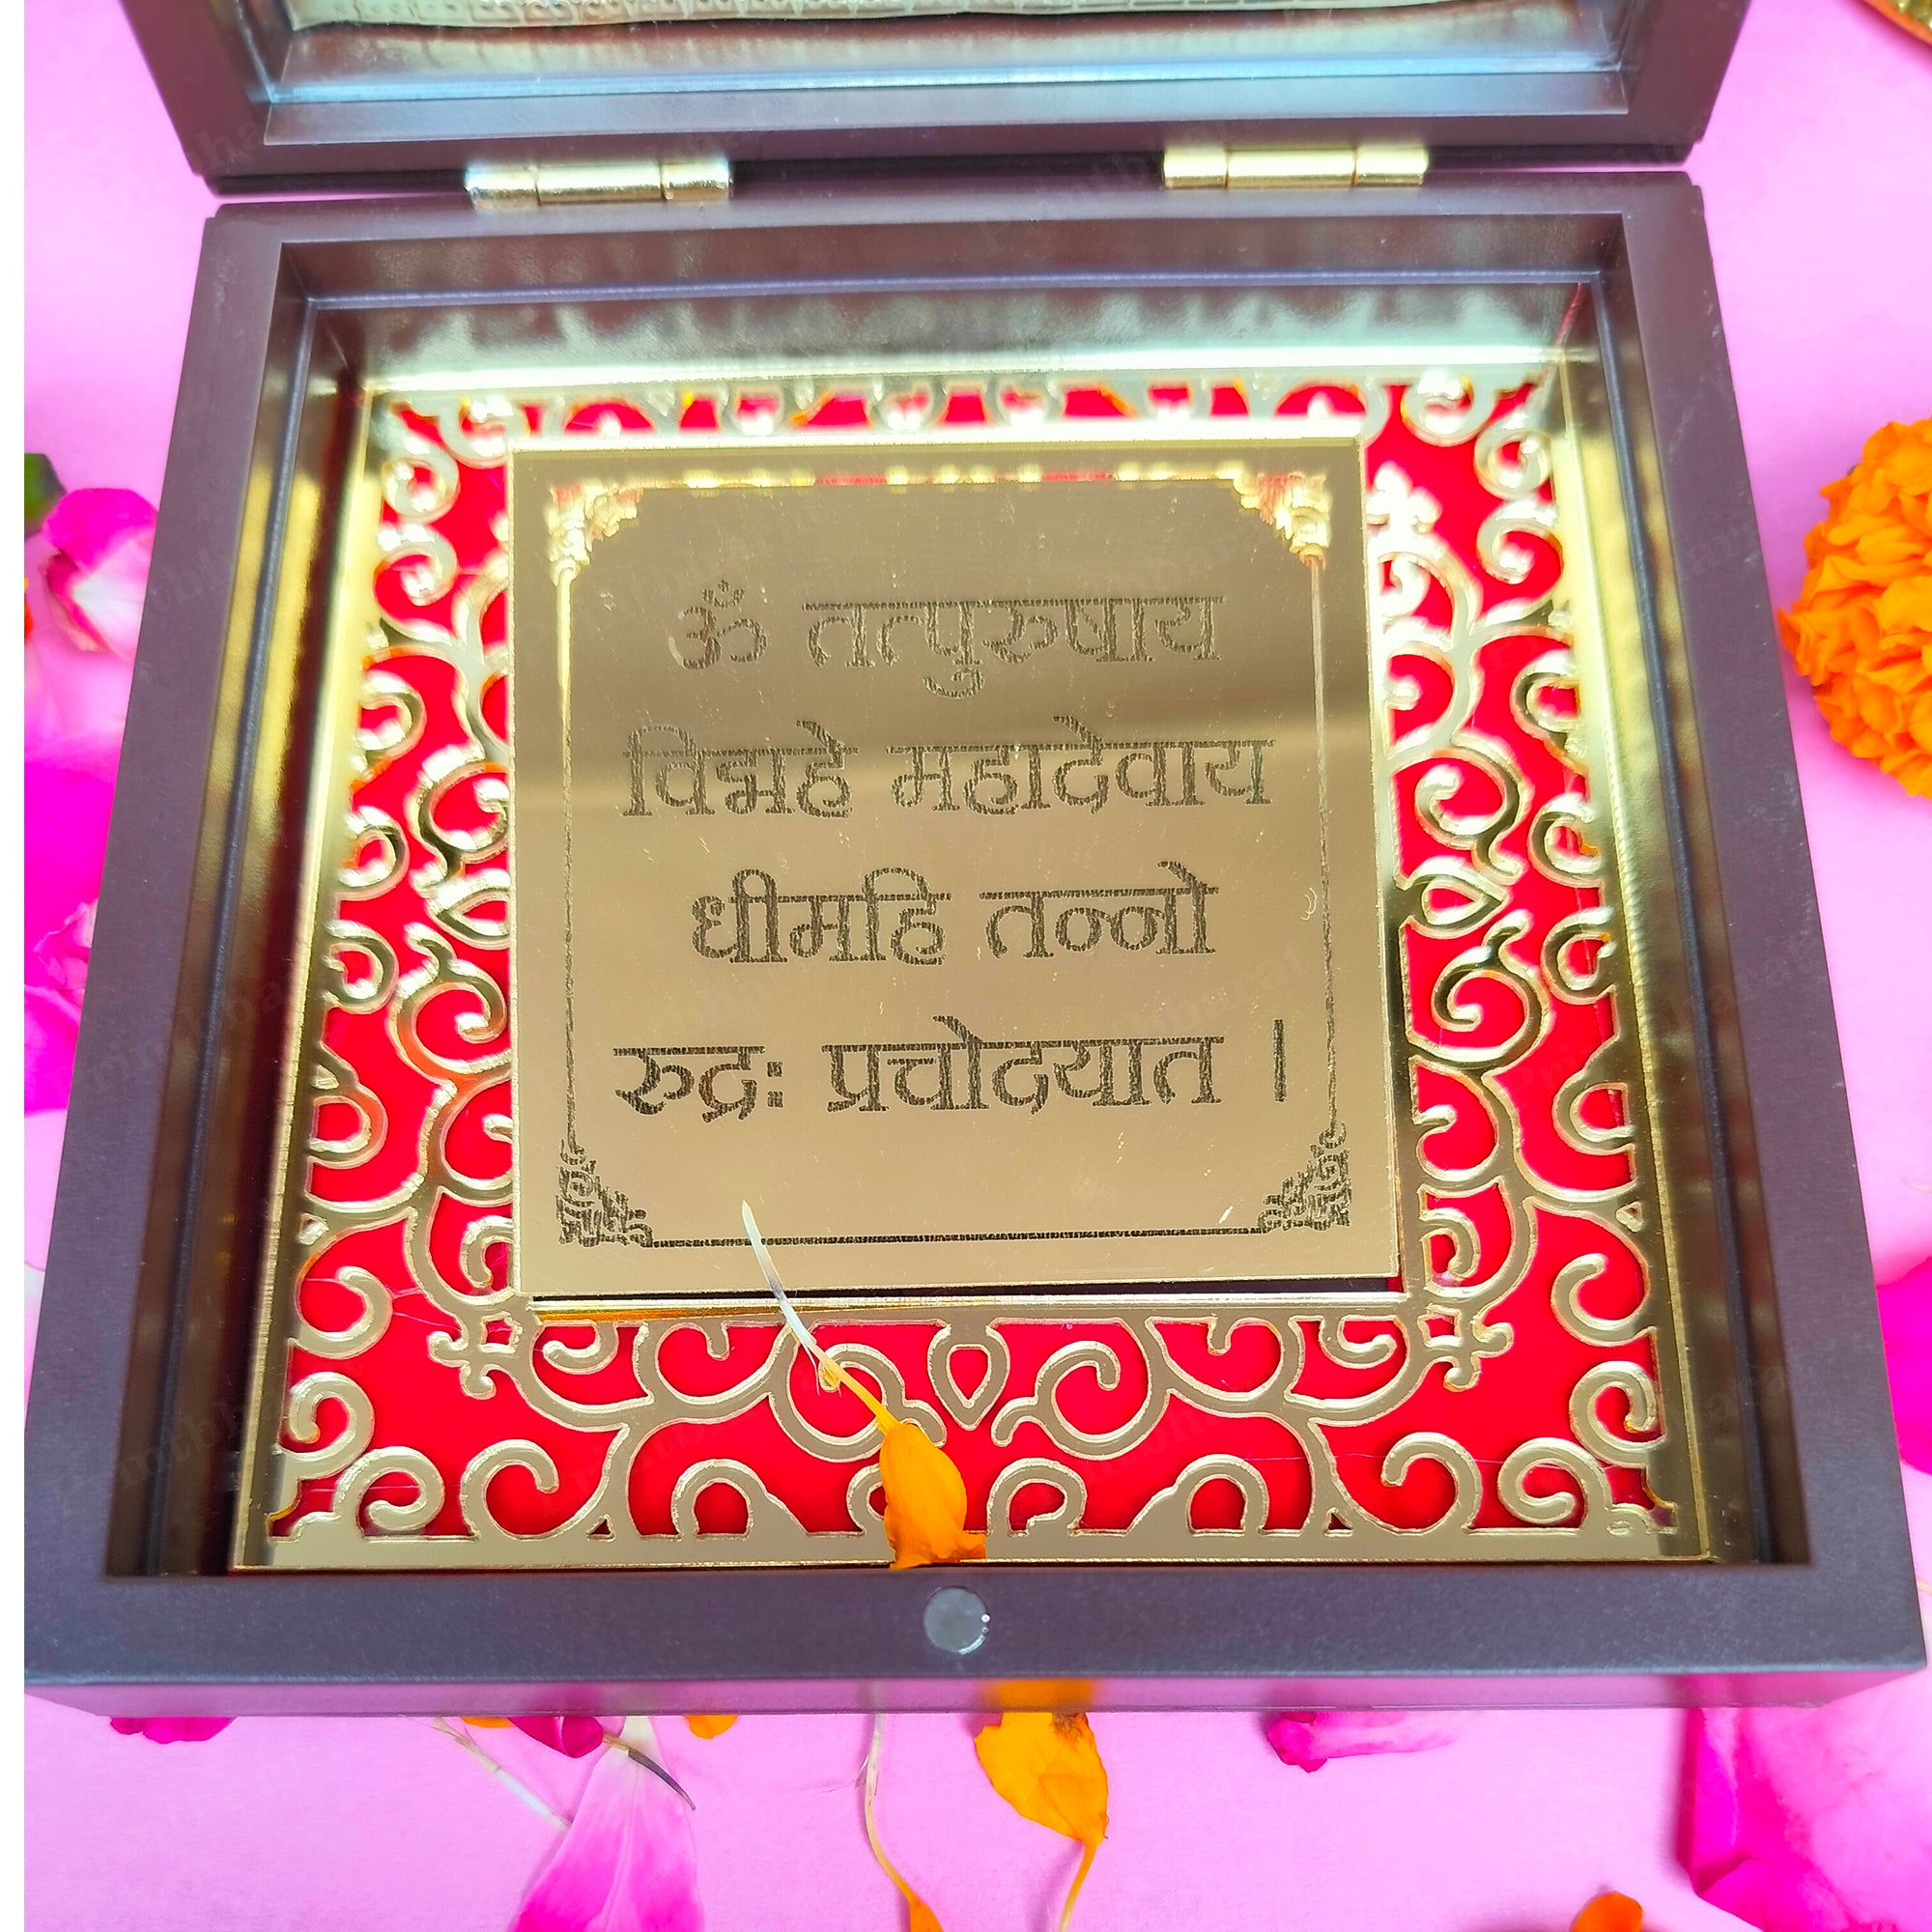 ॐ तत्पुरुषाय
विद्महे महादेवाय
धीमहि तन्नो
रुद्रः प्रचोदयात ।